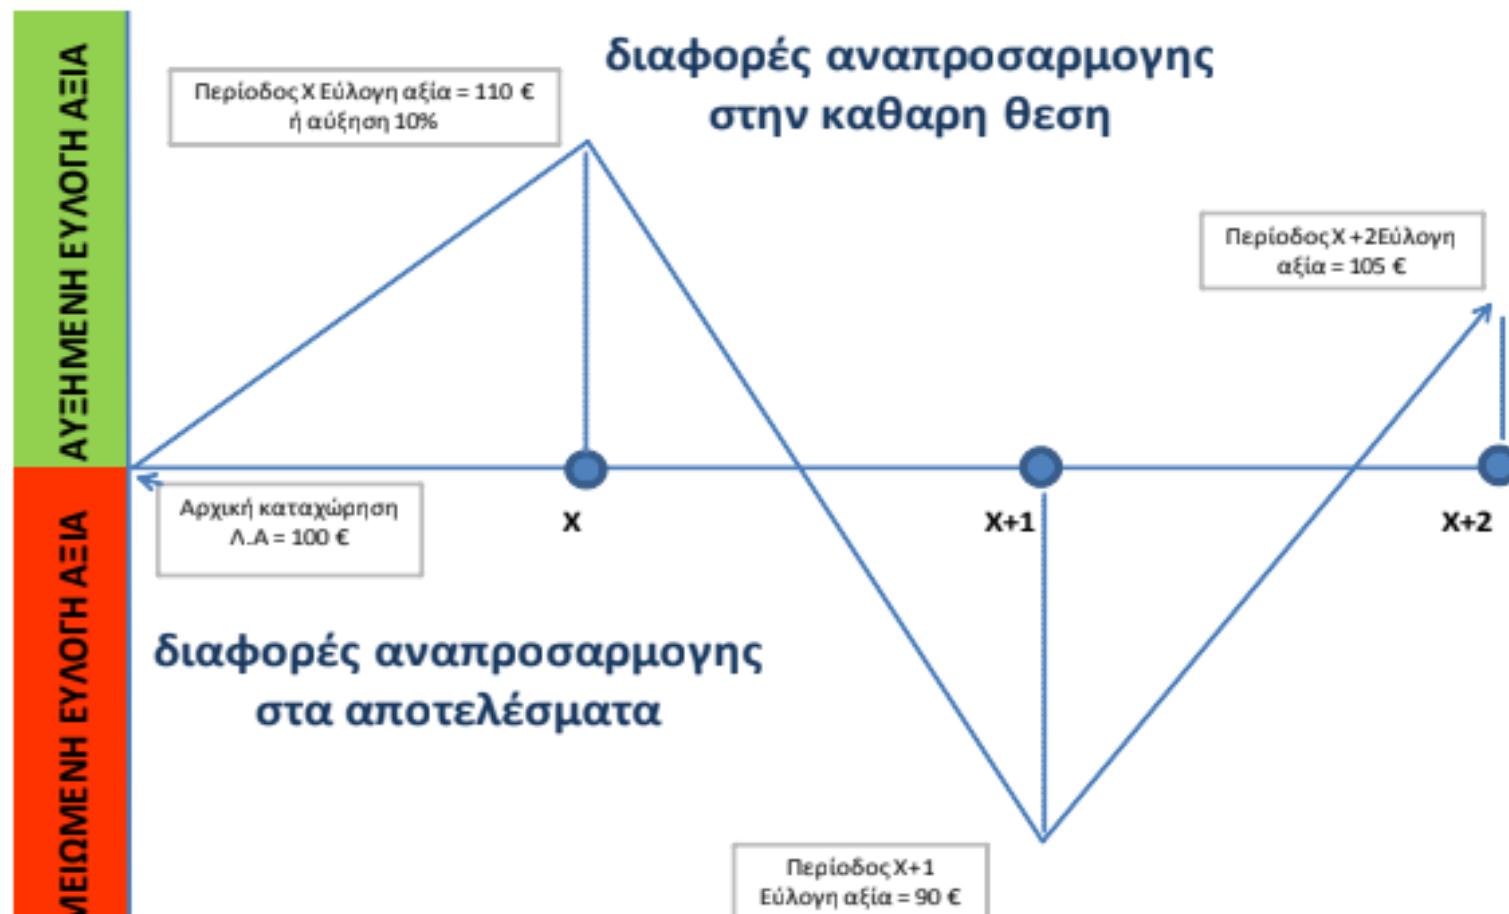 ΑΥΞΗΜΕΝΗ ΕΥΛΟΓΗ ΑΞΙΑ
διαφορές αναπροσαρμογης
στην καθαρη θεση
Περίοδος Χ Εύλογη αξία = 110 €
ή αύξηση 10%
Περίοδος Χ +2Εύλογη
αξία = 105 €
Αρχική καταχώρηση
Λ.Α = 100 €
X
X+1
X+2
ΜΕΙΩΜΕΝΗ ΕΥΛΟΓΗ ΑΞΙΑ
διαφορές αναπροσαρμογης
στα αποτελέσματα
Περίοδος Χ+1
Εύλογη αξία = 90 €